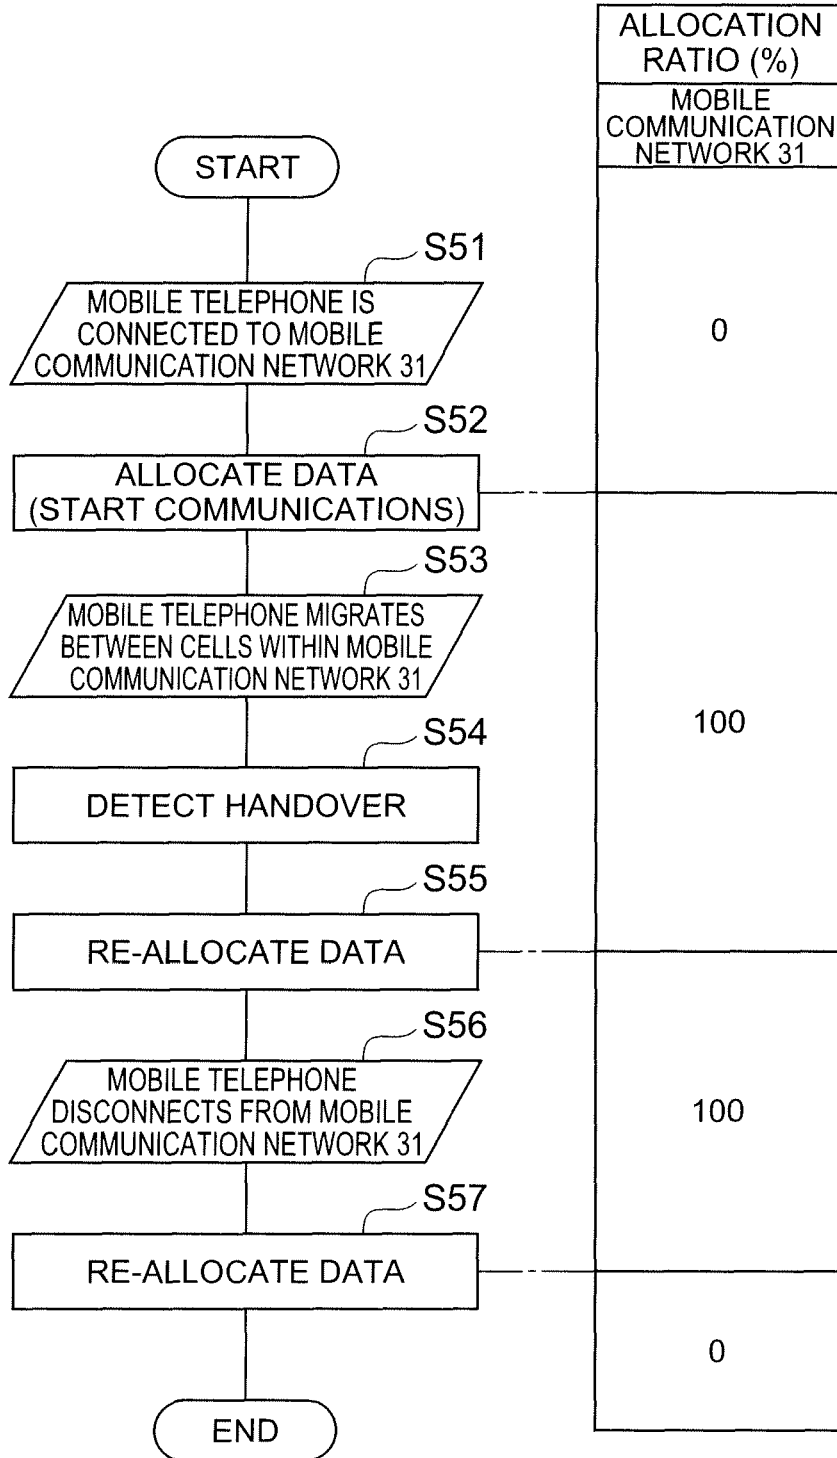 ALLOCATION
RATIO (%)
MOBILE
COMMUNICATION
NETWORK 31
START
S51
MOBILE TELEPHONE IS
CONNECTED TO MOBILE
COMMUNICATION NETWORK 31
0
S52
ALLOCATE DATA
(START COMMUNICATIONS)
S53
MOBILE TELEPHONE MIGRATES
BETWEEN CELLS WITHIN MOBILE
COMMUNICATION NETWORK 31
100
S54
DETECT HANDOVER
S55
RE-ALLOCATE DATA
S56
MOBILE TELEPHONE
DISCONNECTS FROM MOBILE
COMMUNICATION NETWORK 31
100
S57
RE-ALLOCATE DATA
0
END